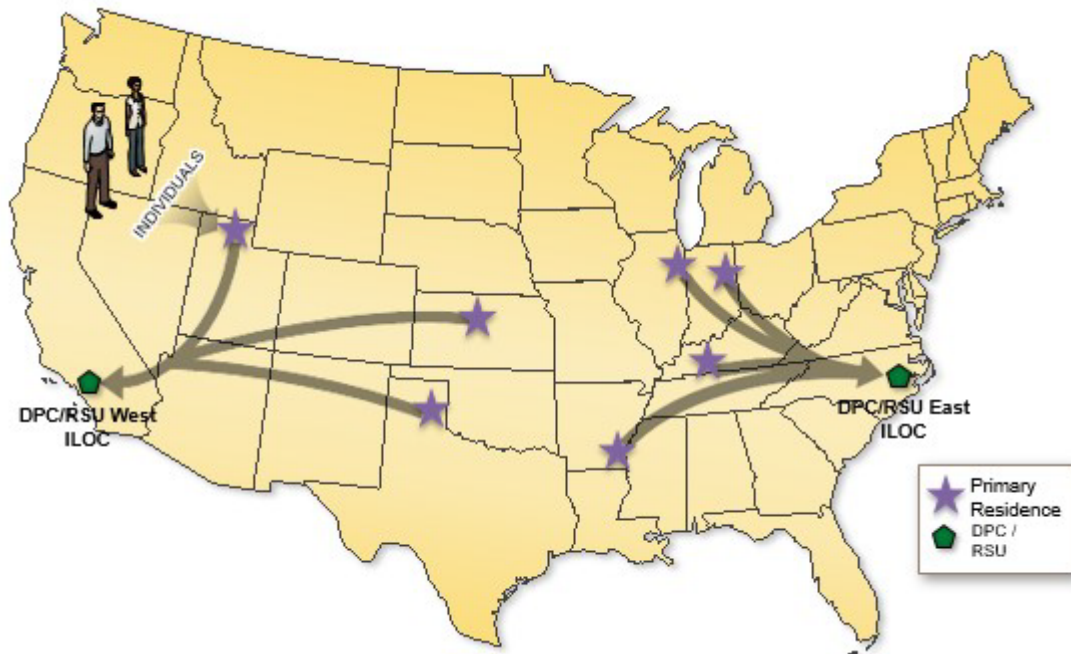 INDIVIDUALS
DPC/RSU West
ILOC
DPC/RSU East
ILOC
Primary
Residence
DPC /
RSU